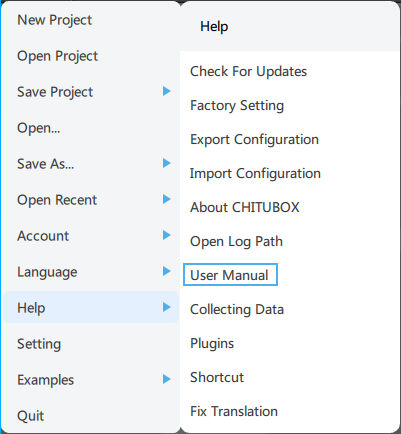 New Project
Open Project
Save Project
Open...
Save As...
Open Recent
Account
Language
Help
Setting
Examples
Quit
Help
Check For Updates
Factory Setting
Export Configuration
Import Configuration
About CHITUBOX
Open Log Path
User Manual
Collecting Data
Plugins
Shortcut
Fix Translation